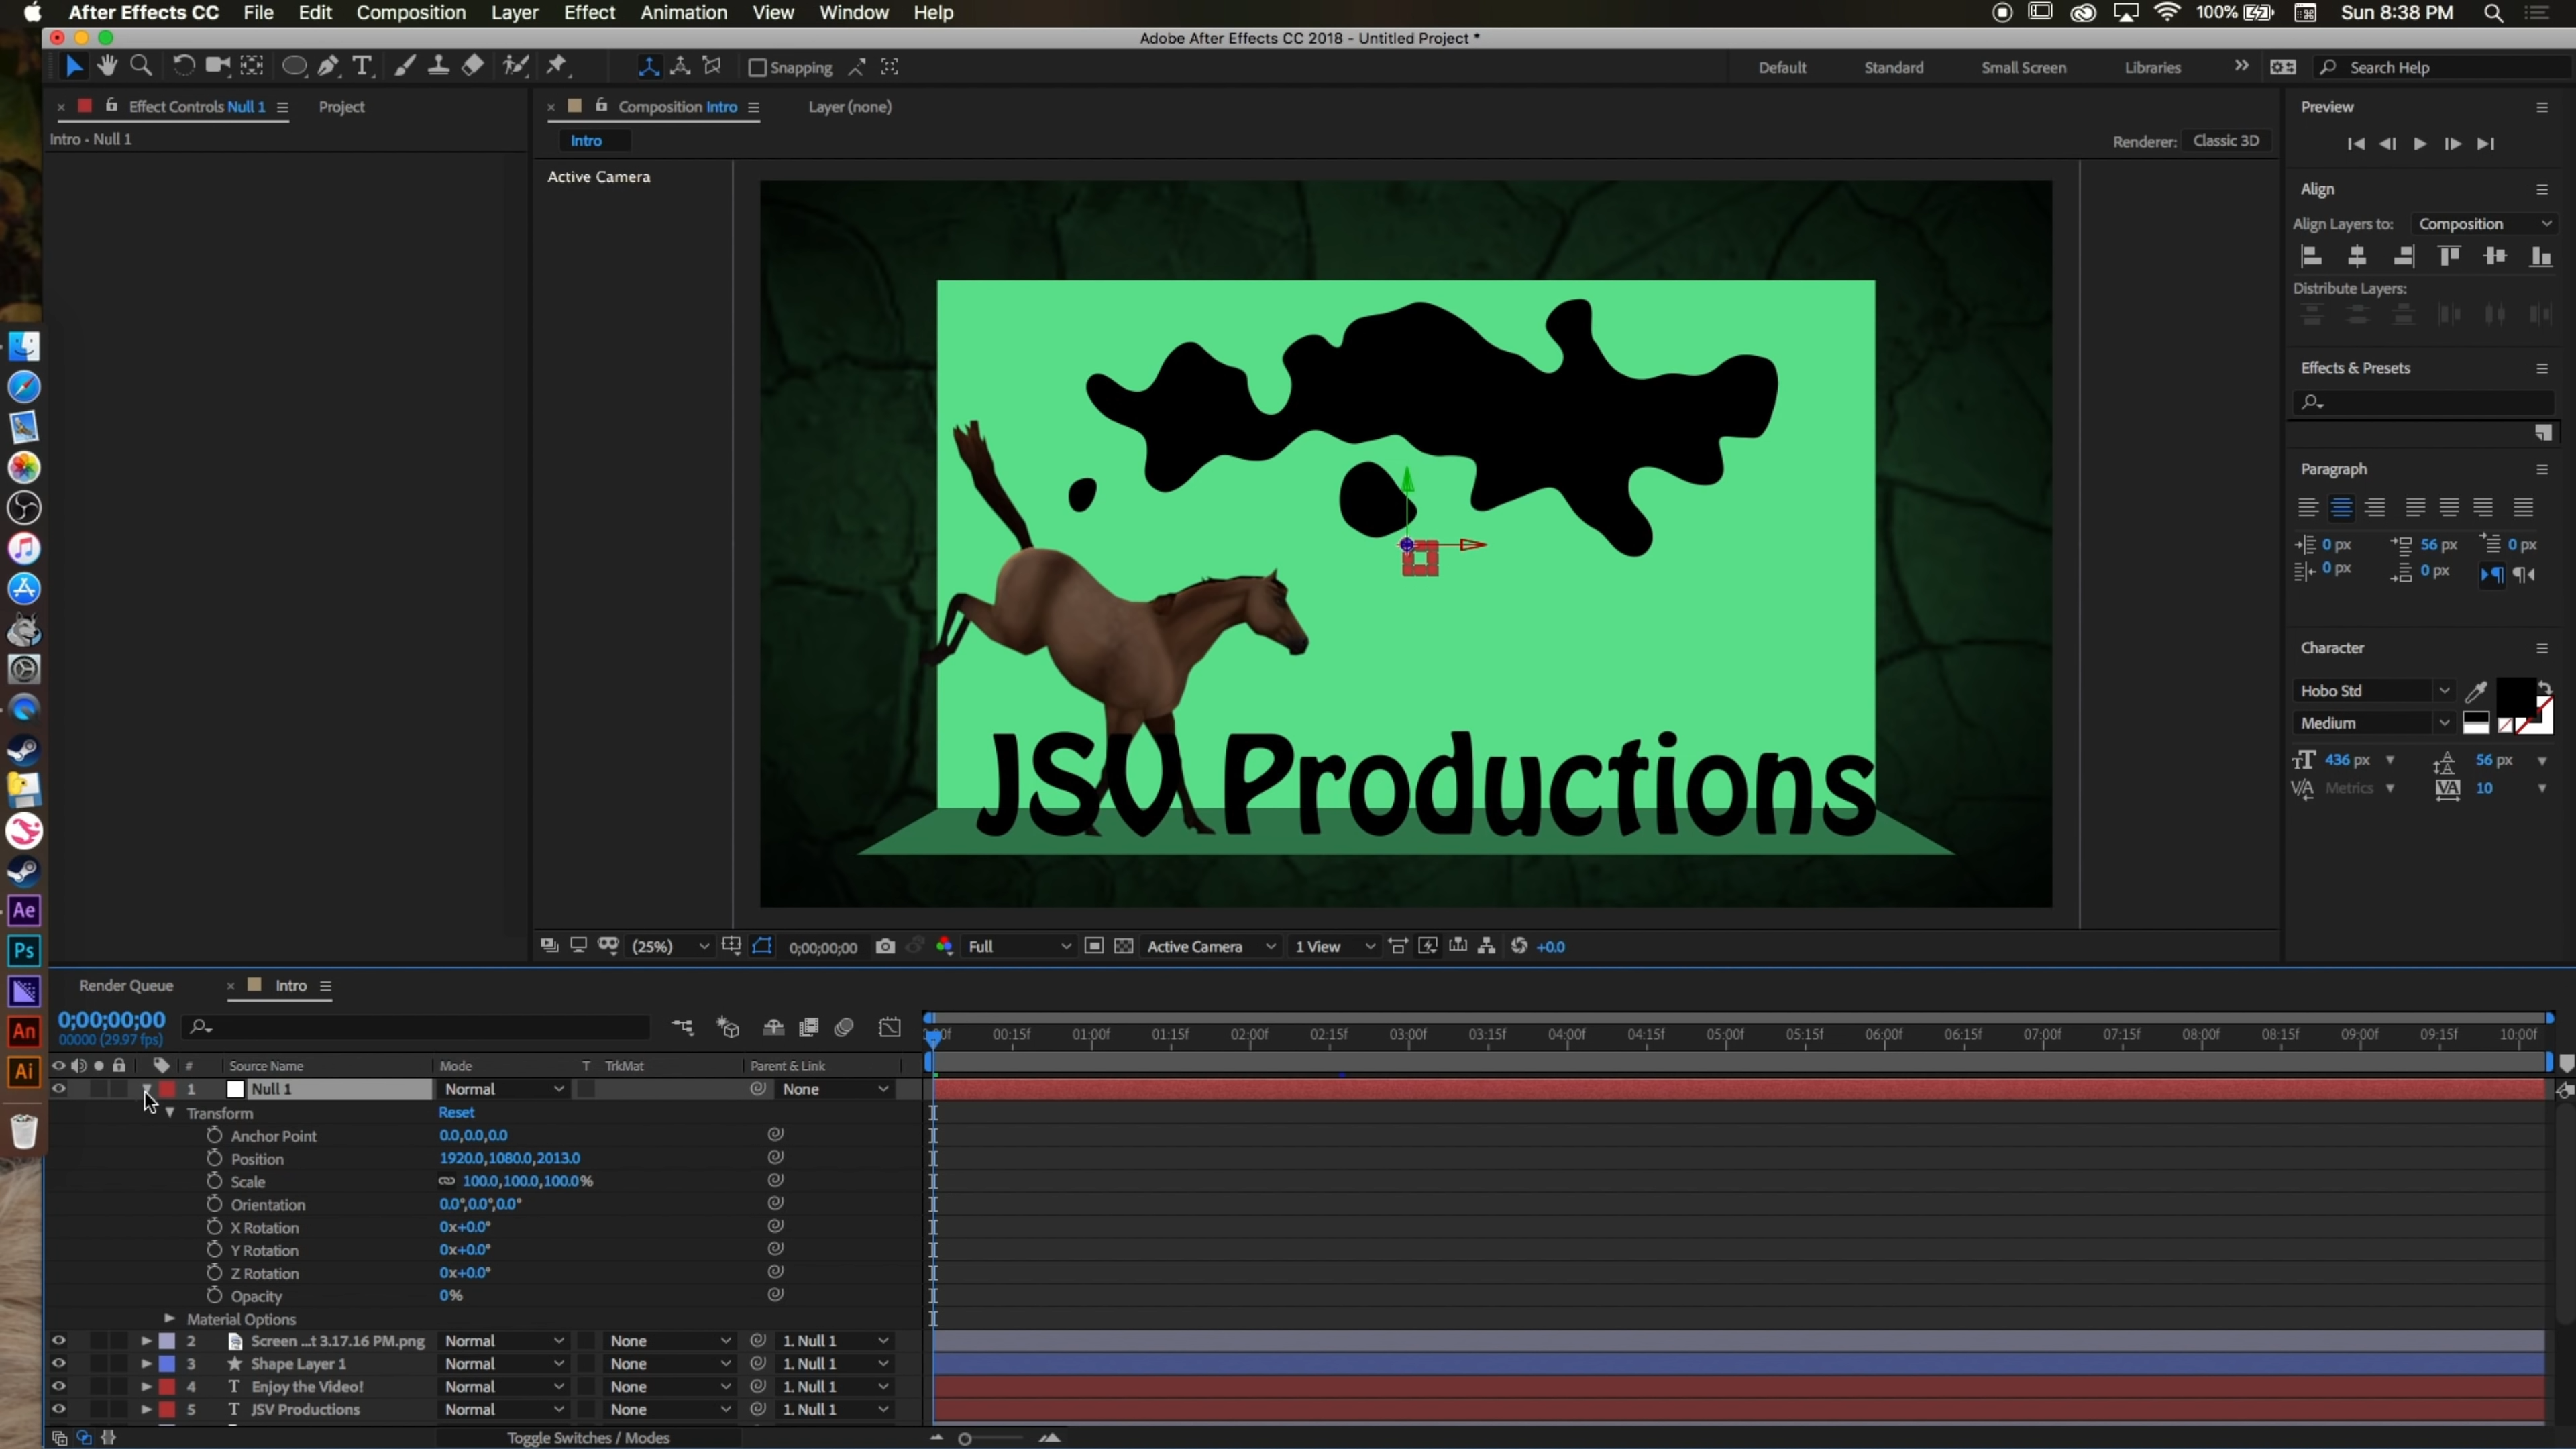 After Effects CC File Edit Composition Layer Effect Animation View Window Help 100% Sun 8:38 PM
Adobe After Effects CC 2018 - Untitled Project *
Snapping Default Standard Small Screen Libraries Search Help
Effect Controls Null 1 Project
Intro • Null 1
Composition Intro Layer (none)
Intro
Renderer: Classic 3D
Active Camera
JSV Productions
(25%) 0;00;00;00 Full Active Camera 1 View +0.0
Preview
Align
Align Layers to: Composition
Distribute Layers:
Effects & Presets
Paragraph
0 px 56 px 0 px
0 px 0 px
Character
Hobo Std
Medium
436 px 56 px
Metrics 10
Ae
Ps
An
Ai
Render Queue Intro
0;00;00;00
00000 (29.97 fps)
00:15f 01:00f 01:15f 02:00f 02:15f 03:00f 03:15f 04:00f 04:15f 05:00f 05:15f 06:00f 06:15f 07:00f 07:15f 08:00f 08:15f 09:00f 09:15f 10:00f
# Source Name Mode T TrkMat Parent & Link
1 Null 1 Normal None
Transform Reset
Anchor Point 0.0,0.0,0.0
Position 1920.0,1080.0,2013.0
Scale 100.0,100.0,100.0%
Orientation 0.0°,0.0°,0.0°
X Rotation 0x+0.0°
Y Rotation 0x+0.0°
Z Rotation 0x+0.0°
Opacity 0%
Material Options
2 Screen ...t 3.17.16 PM.png Normal None 1. Null 1
3 Shape Layer 1 Normal None 1. Null 1
4 T Enjoy the Video! Normal None 1. Null 1
5 T JSV Productions Normal None 1. Null 1
Toggle Switches / Modes